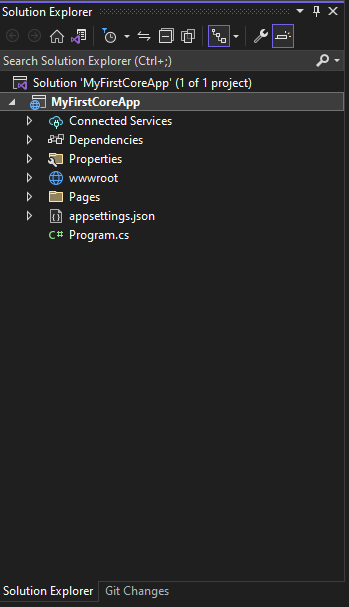 Solution Explorer
Search Solution Explorer (Ctrl+;)
Solution 'MyFirstCoreApp' (1 of 1 project)
MyFirstCoreApp
Connected Services
Dependencies
Properties
wwwroot
Pages
appsettings.json
C# Program.cs
Solution Explorer Git Changes